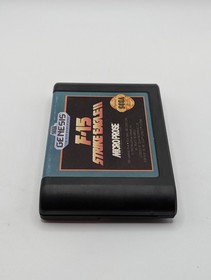 GENESIS
F-15
STRIKE EAGLE II
MICROPROSE
SEGA